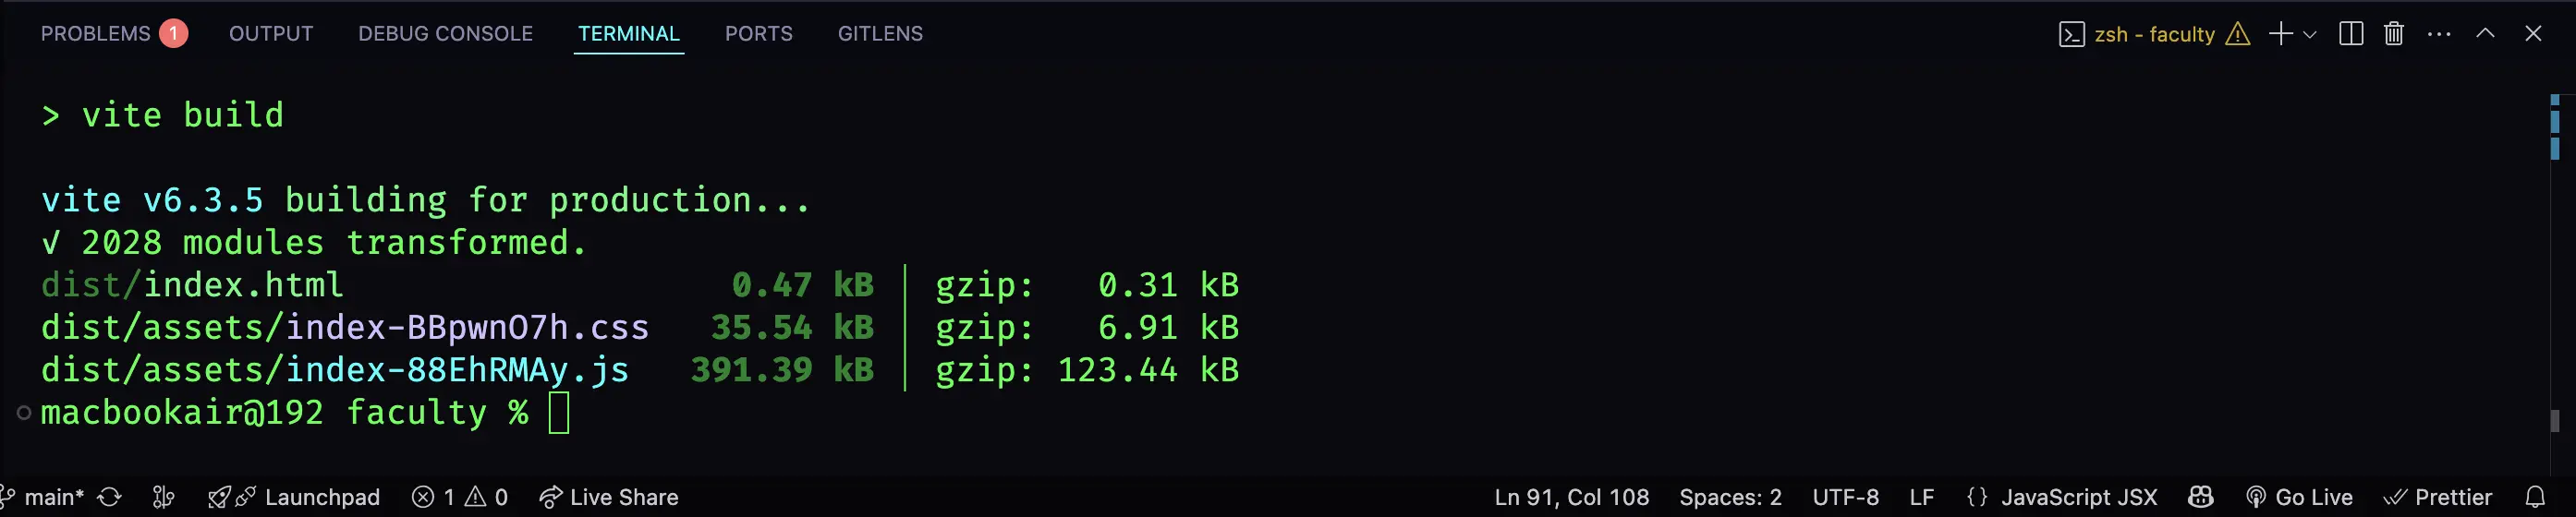 PROBLEMS 1 OUTPUT DEBUG CONSOLE TERMINAL PORTS GITLENS zsh - faculty
> vite build
vite v6.3.5 building for production...
✓ 2028 modules transformed.
dist/index.html 0.47 kB │ gzip: 0.31 kB
dist/assets/index-BBpwnO7h.css 35.54 kB │ gzip: 6.91 kB
dist/assets/index-88EhRMAy.js 391.39 kB │ gzip: 123.44 kB
macbookair@192 faculty %
main* Launchpad 1 0 Live Share Ln 91, Col 108 Spaces: 2 UTF-8 LF {} JavaScript JSX Go Live Prettier